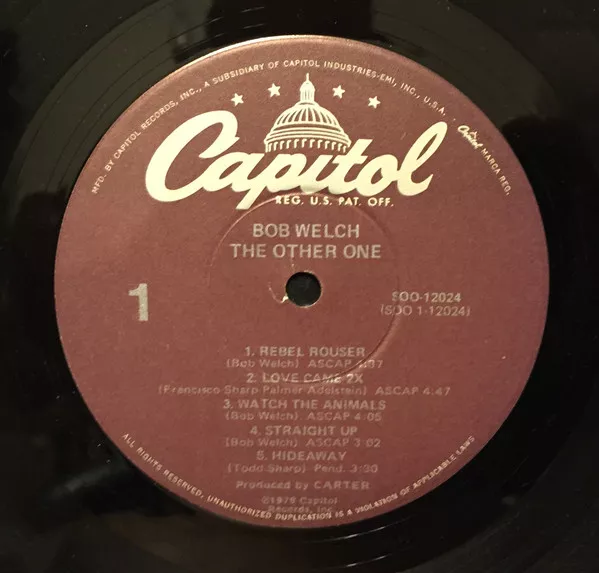 MFD. BY CAPITOL RECORDS, INC., A SUBSIDIARY OF CAPITOL INDUSTRIES-EMI, INC., U.S.A. Capitol MARCA REG.
Capitol
REG. U.S. PAT. OFF.
BOB WELCH
THE OTHER ONE
1
SOO-12024
(SOO 1-12024)
1. REBEL ROUSER
(Bob Welch) ASCAP
2. LOVE CAME 2X
(Francisco-Sharp-Palmer-Adelstein) ASCAP 4:47
3. WATCH THE ANIMALS
(Bob Welch) ASCAP 4:05
4. STRAIGHT UP
(Bob Welch) ASCAP 3:02
5. HIDEAWAY
(Todd Sharp) Pend. 3:30
Produced by CARTER
℗1979 Capitol
Records, Inc.
ALL RIGHTS RESERVED, UNAUTHORIZED DUPLICATION IS A VIOLATION OF APPLICABLE LAWS